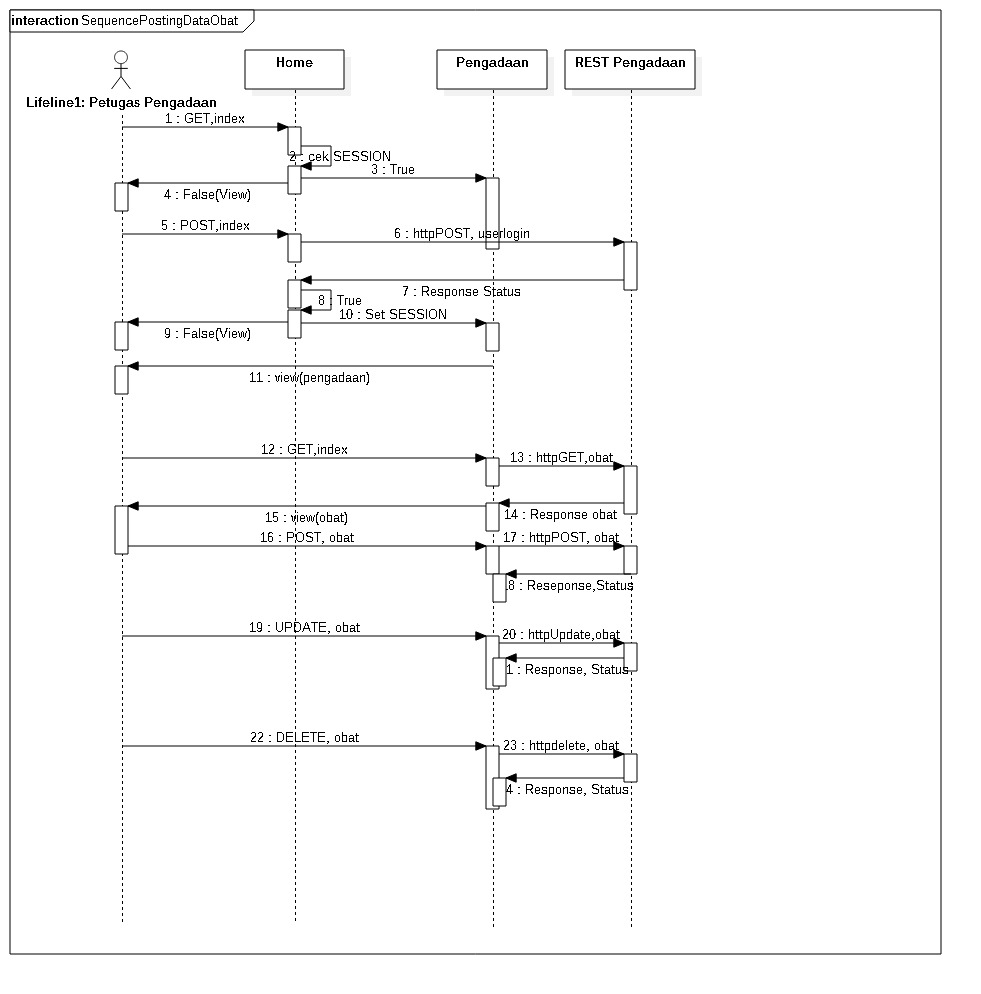 interaction SequencePostingDataObat
Home
Pengadaan
REST Pengadaan
Lifeline1: Petugas Pengadaan
1 : GET,index
2 : cek SESSION
3 : True
4 : False(View)
5 : POST,index
6 : httpPOST, userlogin
7 : Response Status
8 : True
10 : Set SESSION
9 : False(View)
11 : view(pengadaan)
12 : GET,index
13 : httpGET,obat
14 : Response obat
15 : view(obat)
16 : POST, obat
17 : httpPOST, obat
8 : Reseponse,Status
19 : UPDATE, obat
20 : httpUpdate,obat
1 : Response, Status
22 : DELETE, obat
23 : httpdelete, obat
4 : Response, Status